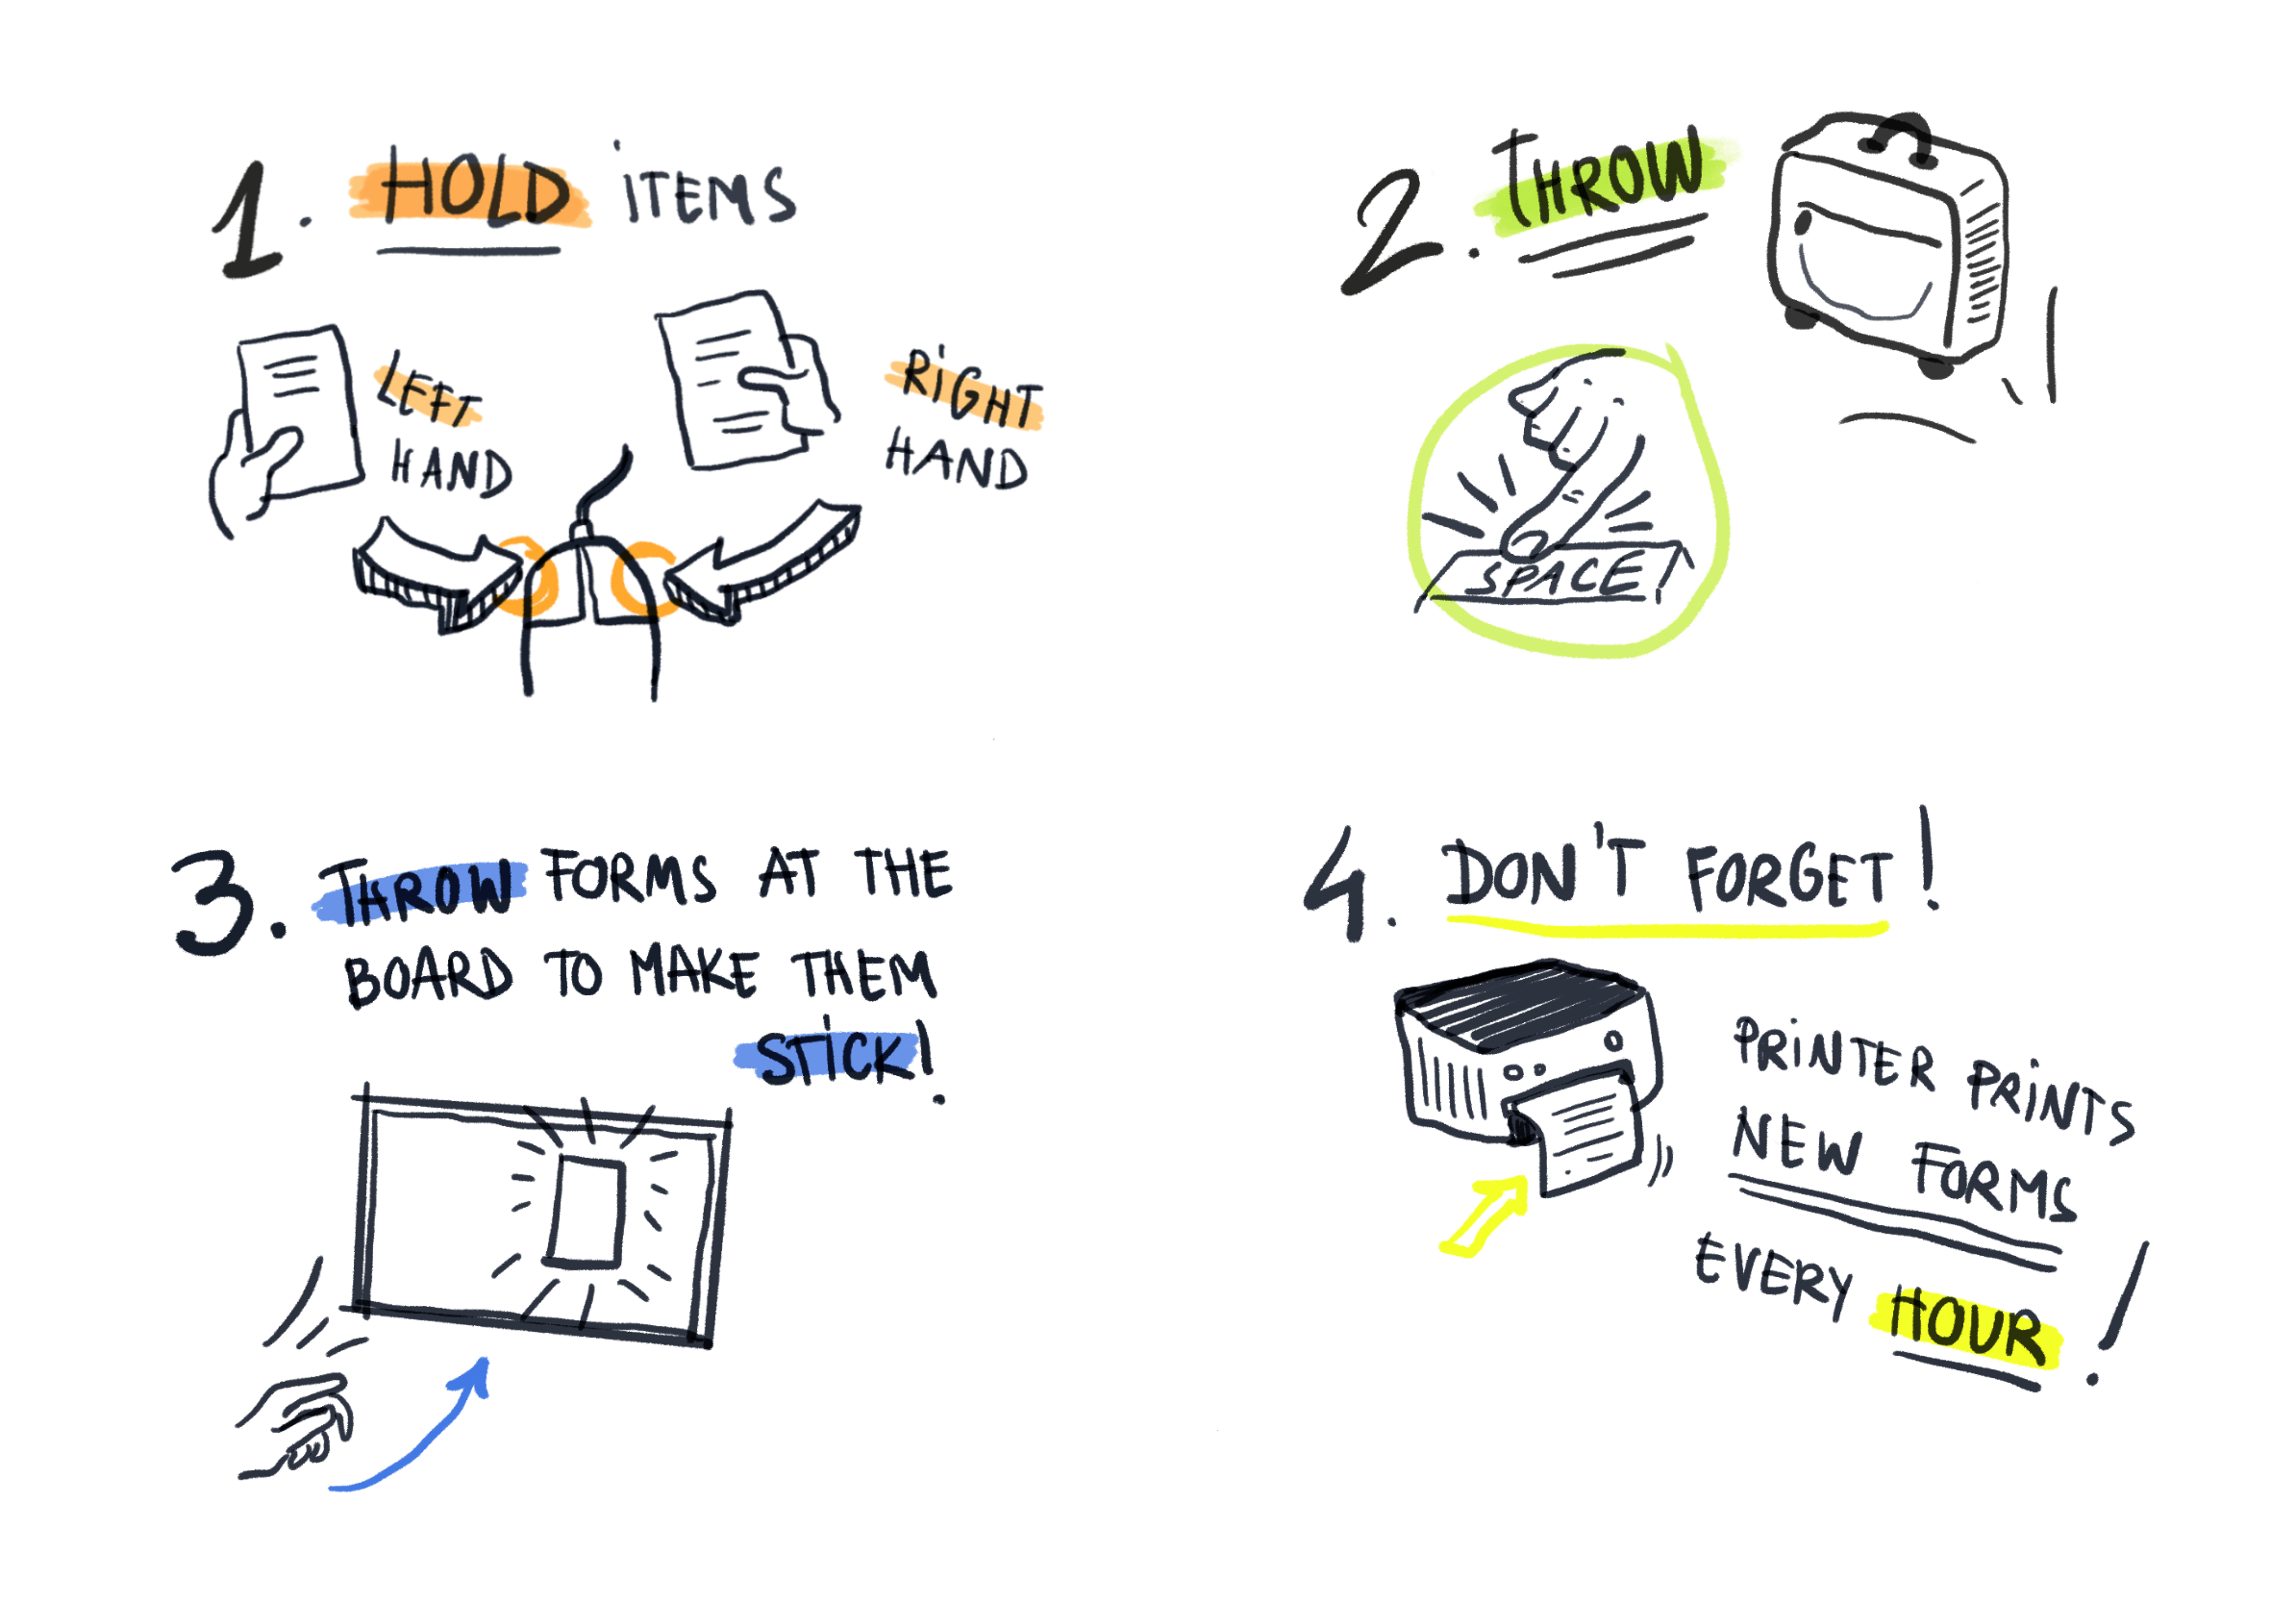 1. HOLD iTEMS
LEFT
HAND
RiGHT
HAND
2. THROW
SPACE
3. THROW FORMS AT THE
BOARD TO MAKE THEM
STiCK!
4. DON'T FORGET!
PRiNTER PRiNTS
NEW FORMS
EVERY HOUR!